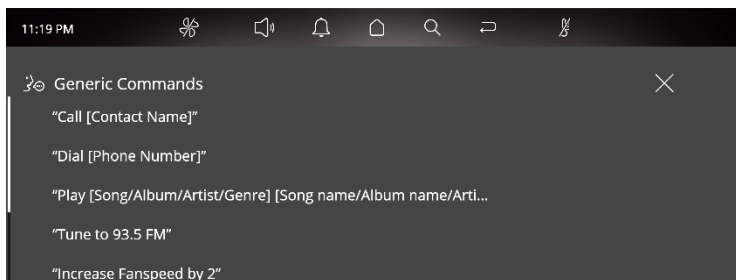 11:19 PM
Generic Commands
“Call [Contact Name]”
“Dial [Phone Number]”
“Play [Song/Album/Artist/Genre] [Song name/Album name/Arti...
“Tune to 93.5 FM”
“Increase Fanspeed by 2”